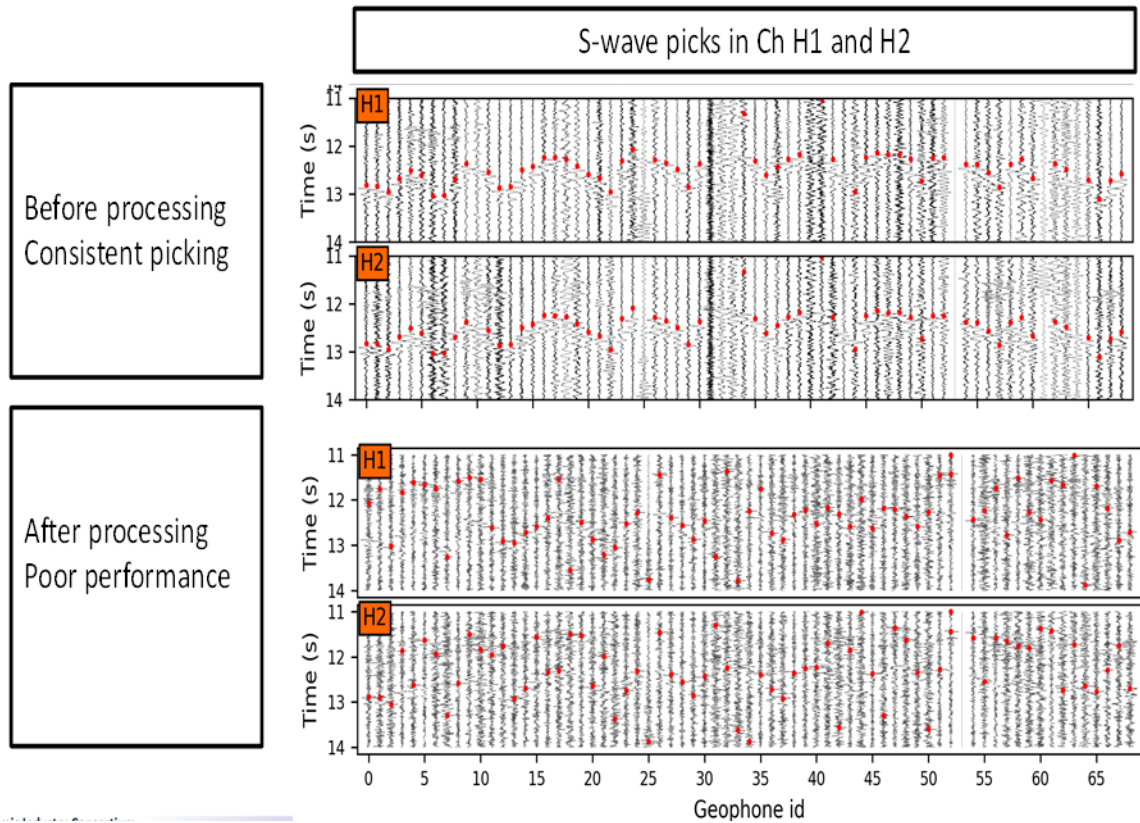 S-wave picks in Ch H1 and H2
Before processing
Consistent picking
H1
11
12
13
14
Time (s)
H2
11
12
13
14
Time (s)
After processing
Poor performance
H1
11
12
13
14
Time (s)
H2
11
12
13
14
Time (s)
0 5 10 15 20 25 30 35 40 45 50 55 60 65
Geophone id
Industry Consortium